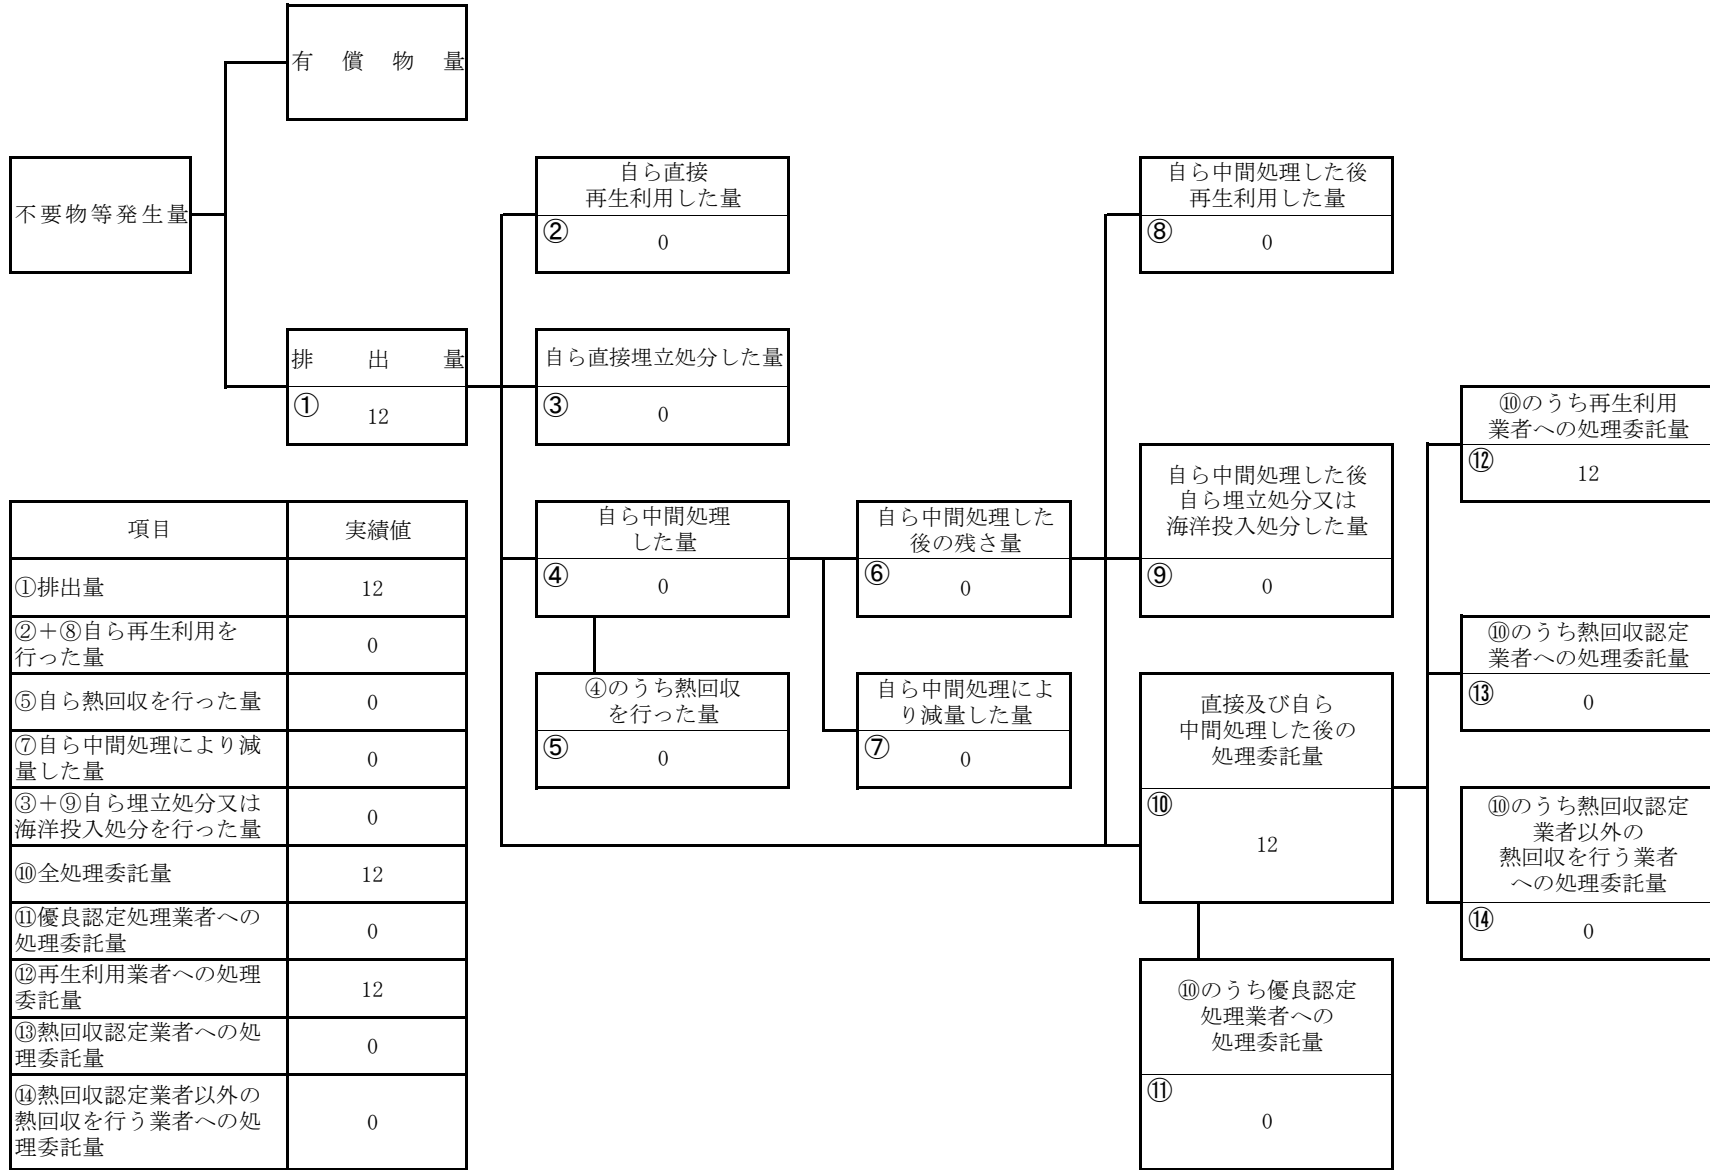 有償物量
不要物等発生量
自ら直接
再生利用した量
②
0
自ら中間処理した後
再生利用した量
⑧
0
排出量
①
12
自ら直接埋立処分した量
③
0
⑩のうち再生利用
業者への処理委託量
⑫
12
自ら中間処理した後
自ら埋立処分又は
海洋投入処分した量
⑨
0
自ら中間処理
した量
④
0
自ら中間処理した
後の残さ量
⑥
0
⑩のうち熱回収認定
業者への処理委託量
⑬
0
④のうち熱回収
を行った量
⑤
0
自ら中間処理によ
り減量した量
⑦
0
直接及び自ら
中間処理した後の
処理委託量
⑩
12
⑩のうち熱回収認定
業者以外の
熱回収を行う業者
への処理委託量
⑭
0
⑩のうち優良認定
処理業者への
処理委託量
⑪
0
項目 実績値
①排出量 12
②＋⑧自ら再生利用を
行った量
0
⑤自ら熱回収を行った量 0
⑦自ら中間処理により減
量した量
0
③＋⑨自ら埋立処分又は
海洋投入処分を行った量
0
⑩全処理委託量 12
⑪優良認定処理業者への
処理委託量
0
⑫再生利用業者への処理
委託量
12
⑬熱回収認定業者への処
理委託量
0
⑭熱回収認定業者以外の
熱回収を行う業者への処
理委託量
0